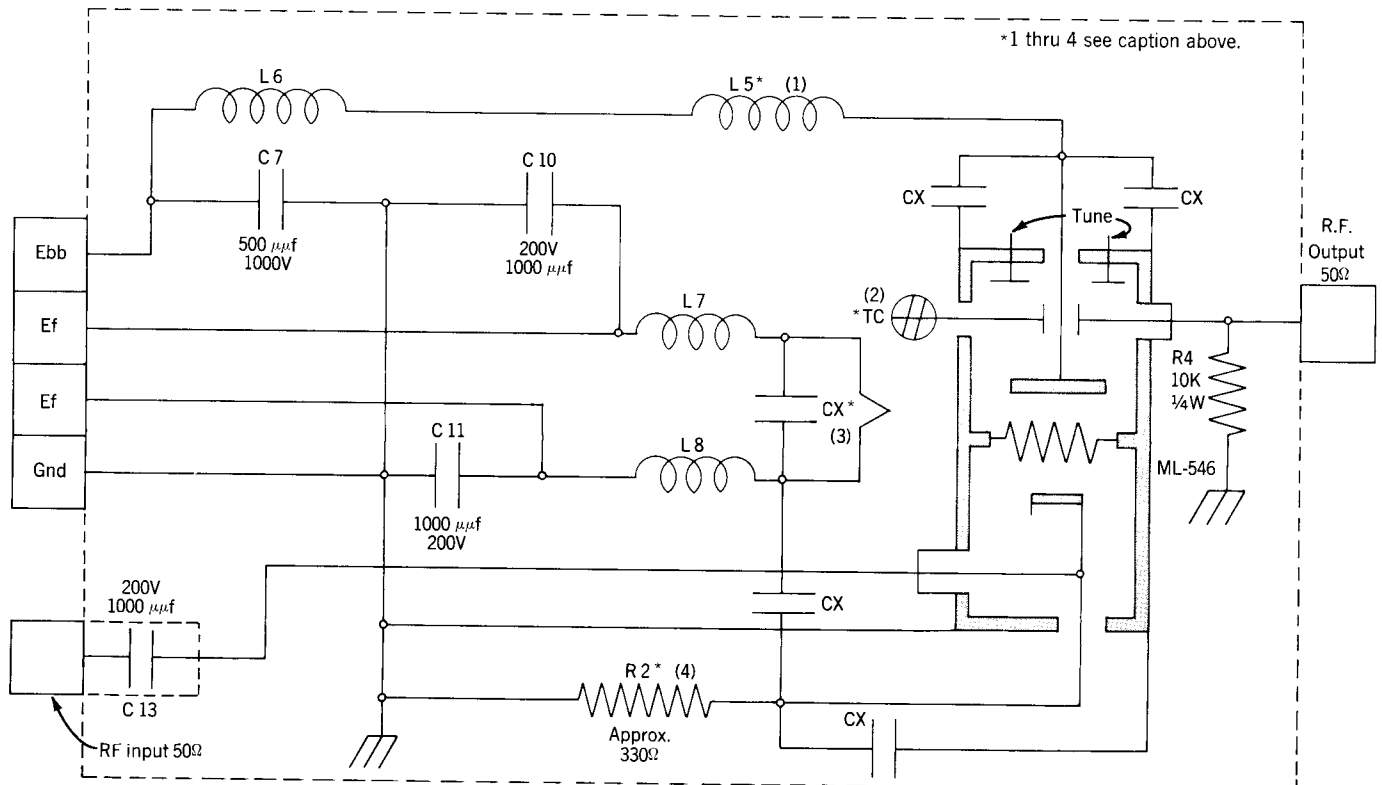 *1 thru 4 see caption above.
L 6
L 5* (1)
C 7
500 μμf
1000V
C 10
200V
1000 μμf
CX
CX
Tune
R.F.
Output
50Ω
Ebb
Ef
Ef
Gnd
L 7
(2)
*TC
CX*
(3)
R4
10K
¼W
C 11
1000 μμf
200V
L 8
ML-546
200V
1000 μμf
C 13
CX
R 2* (4)
Approx.
330Ω
CX
RF input 50Ω